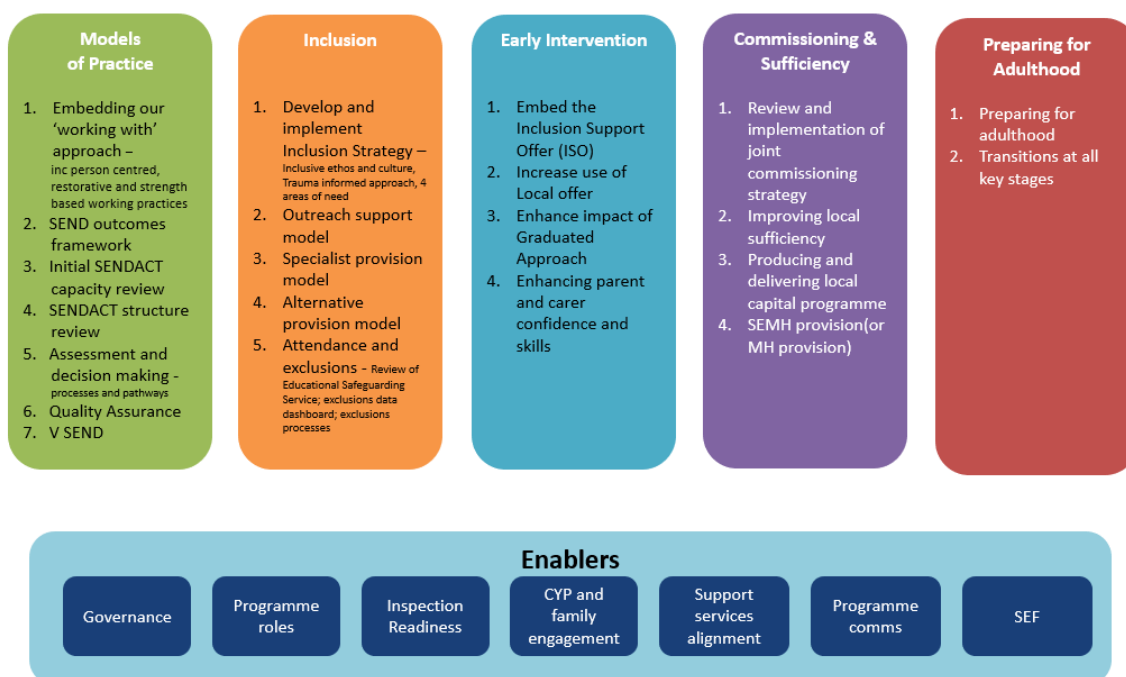 Models
of Practice
1. Embedding our
‘working with’
approach –
inc person centred,
restorative and strength
based working practices
2. SEND outcomes
framework
3. Initial SENDACT
capacity review
4. SENDACT structure
review
5. Assessment and
decision making -
processes and pathways
6. Quality Assurance
7. V SEND
Inclusion
1. Develop and
implement
Inclusion Strategy –
Inclusive ethos and culture,
Trauma informed approach, 4
areas of need
2. Outreach support
model
3. Specialist provision
model
4. Alternative
provision model
5. Attendance and
exclusions - Review of
Educational Safeguarding
Service; exclusions data
dashboard; exclusions
processes
Early Intervention
1. Embed the
Inclusion Support
Offer (ISO)
2. Increase use of
Local offer
3. Enhance impact of
Graduated
Approach
4. Enhancing parent
and carer
confidence and
skills
Commissioning &
Sufficiency
1. Review and
implementation of
joint
commissioning
strategy
2. Improving local
sufficiency
3. Producing and
delivering local
capital programme
4. SEMH provision(or
MH provision)
Preparing for
Adulthood
1. Preparing for
adulthood
2. Transitions at all
key stages
Enablers
Governance
Programme
roles
Inspection
Readiness
CYP and
family
engagement
Support
services
alignment
Programme
comms
SEF